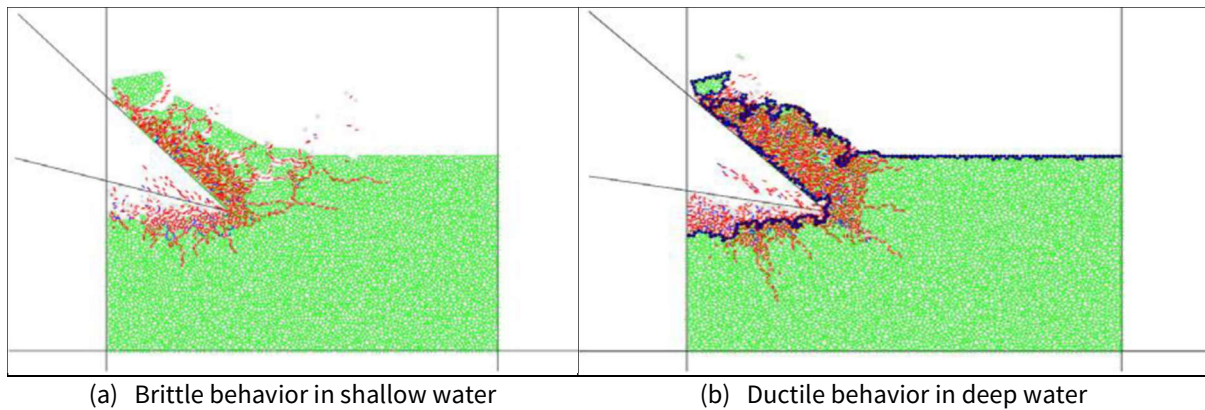 (a) Brittle behavior in shallow water
(b) Ductile behavior in deep water